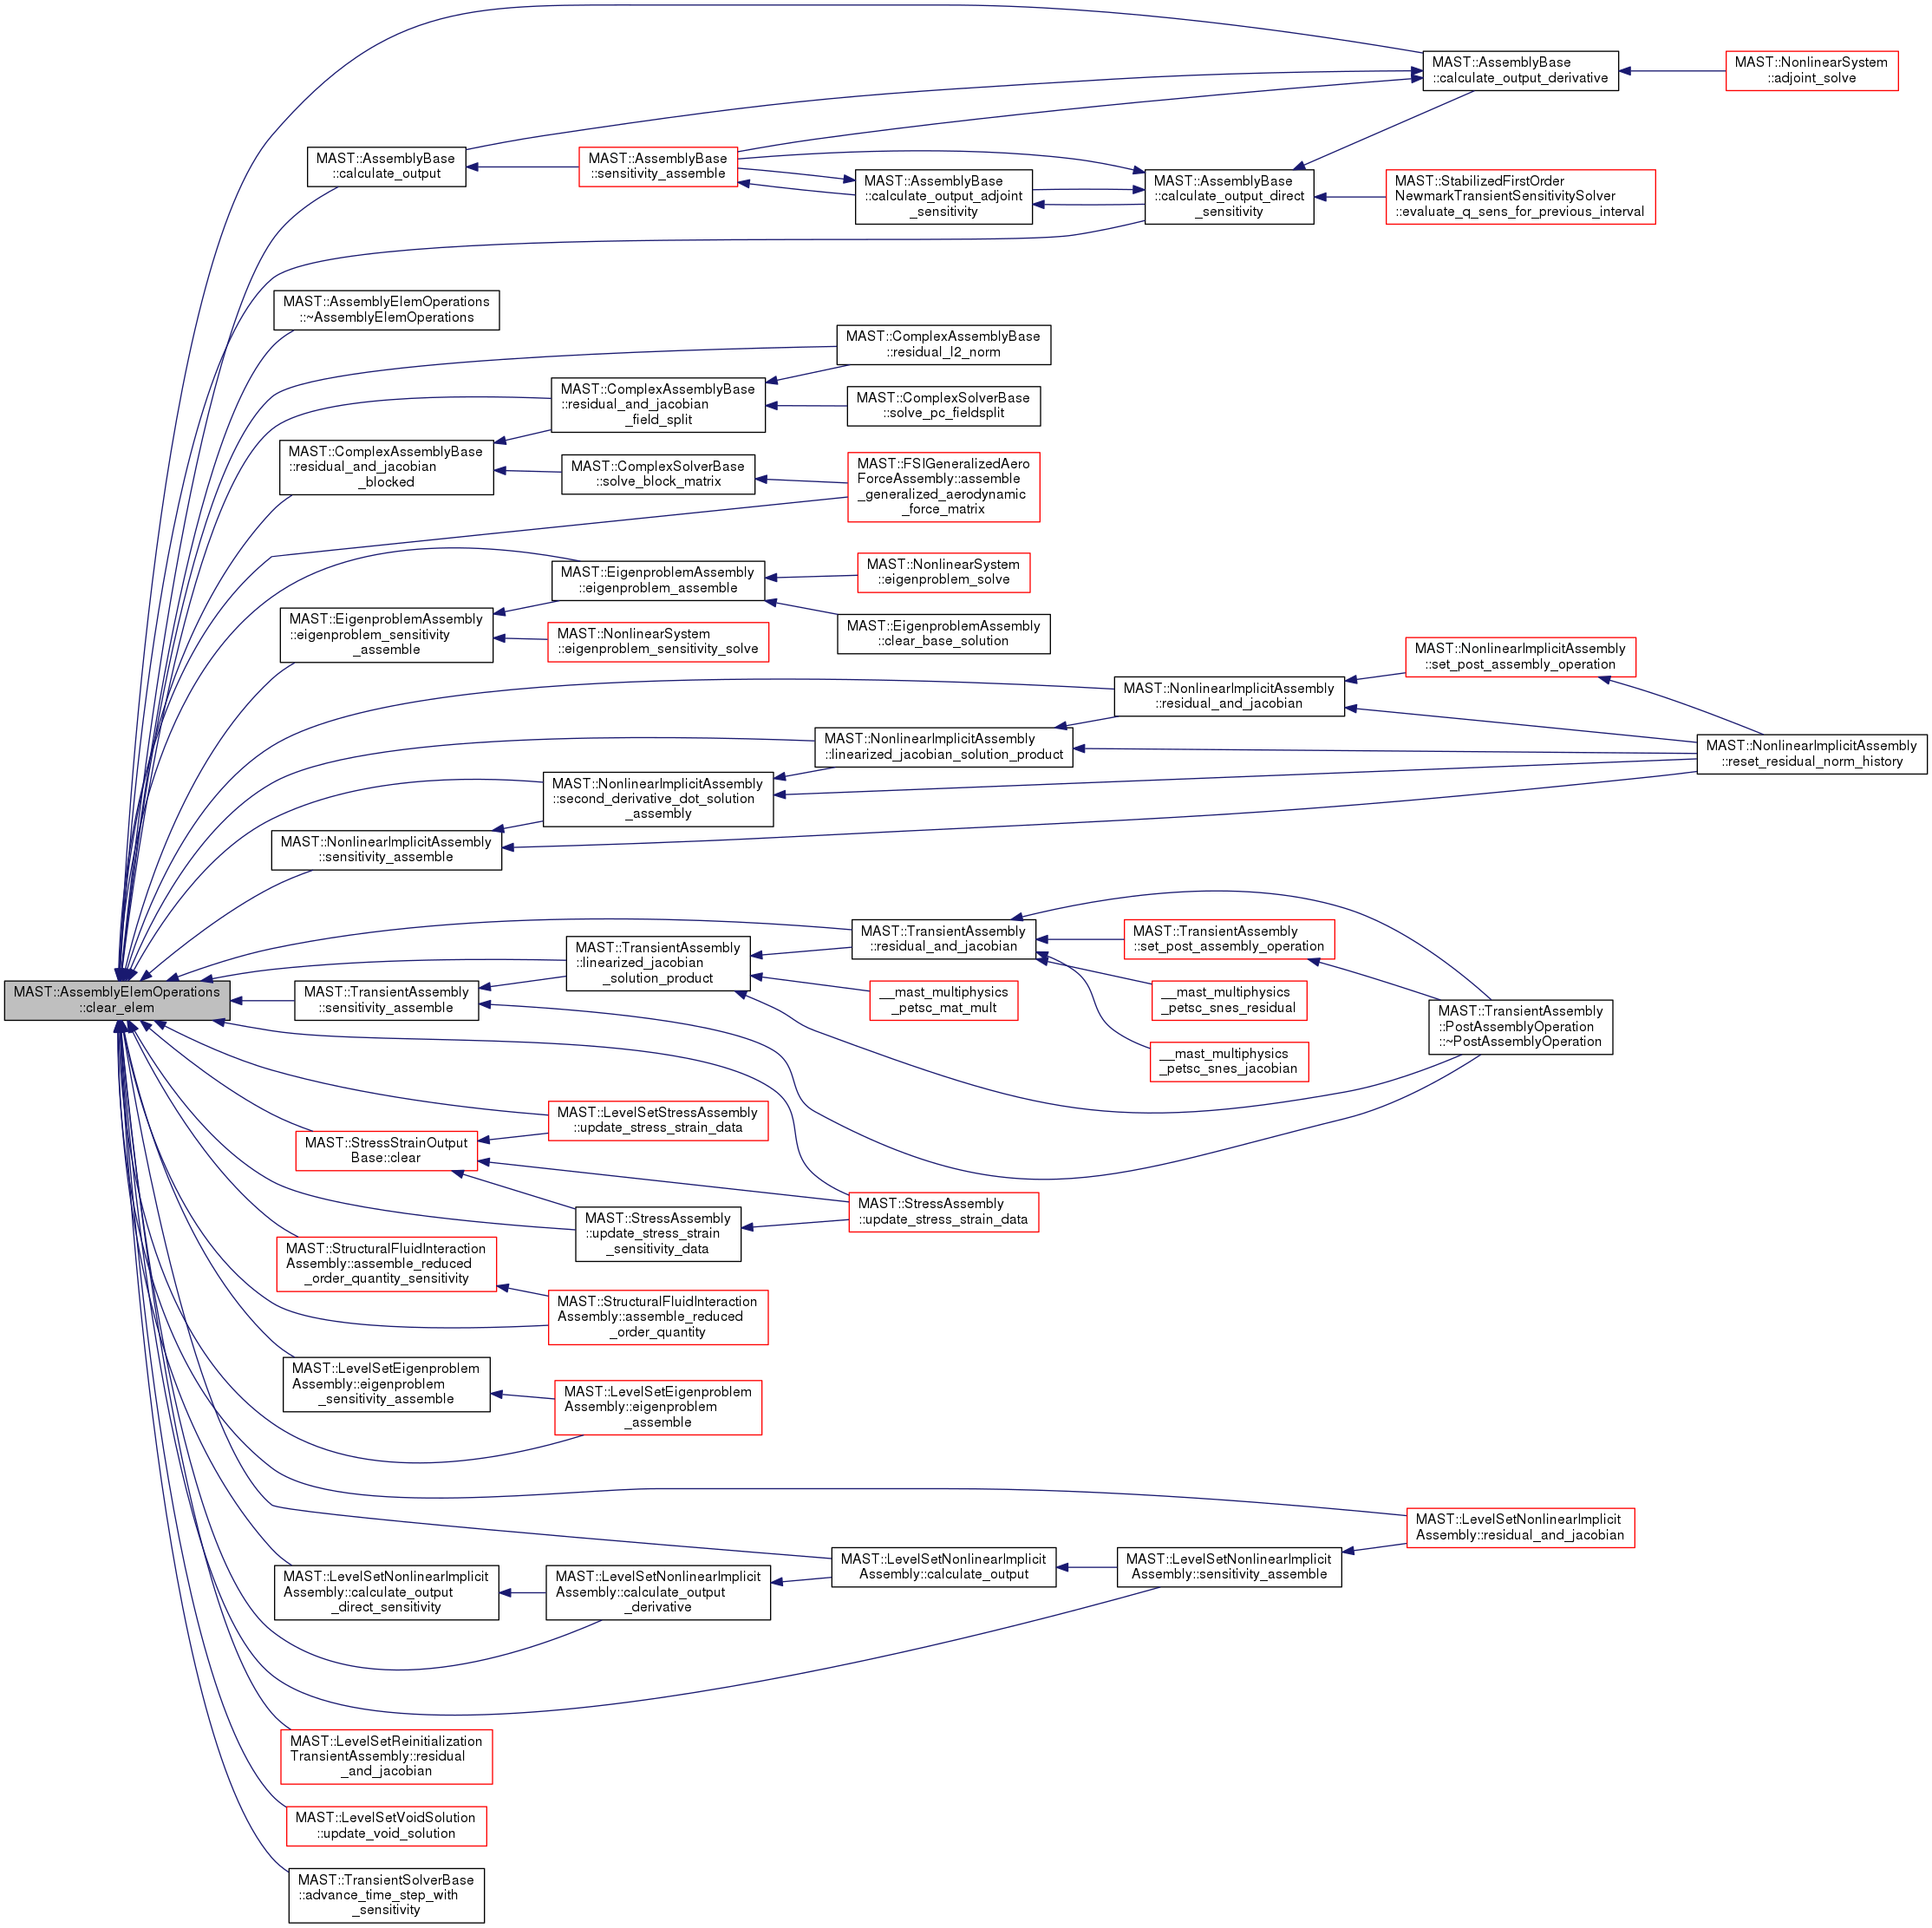 MAST::AssemblyBase
::calculate_output_derivative
MAST::NonlinearSystem
::adjoint_solve
MAST::AssemblyBase
::calculate_output
MAST::AssemblyBase
::sensitivity_assemble
MAST::AssemblyBase
::calculate_output_adjoint
_sensitivity
MAST::AssemblyBase
::calculate_output_direct
_sensitivity
MAST::StabilizedFirstOrder
NewmarkTransientSensitivitySolver
::evaluate_q_sens_for_previous_interval
MAST::AssemblyElemOperations
::~AssemblyElemOperations
MAST::ComplexAssemblyBase
::residual_l2_norm
MAST::ComplexAssemblyBase
::residual_and_jacobian
_field_split
MAST::ComplexSolverBase
::solve_pc_fieldsplit
MAST::ComplexAssemblyBase
::residual_and_jacobian
_blocked
MAST::ComplexSolverBase
::solve_block_matrix
MAST::FSIGeneralizedAero
ForceAssembly::assemble
_generalized_aerodynamic
_force_matrix
MAST::EigenproblemAssembly
::eigenproblem_assemble
MAST::NonlinearSystem
::eigenproblem_solve
MAST::EigenproblemAssembly
::eigenproblem_sensitivity
_assemble
MAST::NonlinearSystem
::eigenproblem_sensitivity_solve
MAST::EigenproblemAssembly
::clear_base_solution
MAST::NonlinearImplicitAssembly
::set_post_assembly_operation
MAST::NonlinearImplicitAssembly
::residual_and_jacobian
MAST::NonlinearImplicitAssembly
::linearized_jacobian_solution_product
MAST::NonlinearImplicitAssembly
::reset_residual_norm_history
MAST::NonlinearImplicitAssembly
::second_derivative_dot_solution
_assembly
MAST::NonlinearImplicitAssembly
::sensitivity_assemble
MAST::TransientAssembly
::residual_and_jacobian
MAST::TransientAssembly
::set_post_assembly_operation
MAST::TransientAssembly
::linearized_jacobian
_solution_product
MAST::AssemblyElemOperations
::clear_elem
MAST::TransientAssembly
::sensitivity_assemble
__mast_multiphysics
_petsc_mat_mult
__mast_multiphysics
_petsc_snes_residual
MAST::TransientAssembly
::PostAssemblyOperation
::~PostAssemblyOperation
__mast_multiphysics
_petsc_snes_jacobian
MAST::LevelSetStressAssembly
::update_stress_strain_data
MAST::StressStrainOutput
Base::clear
MAST::StressAssembly
::update_stress_strain_data
MAST::StressAssembly
::update_stress_strain
_sensitivity_data
MAST::StructuralFluidInteraction
Assembly::assemble_reduced
_order_quantity_sensitivity
MAST::StructuralFluidInteraction
Assembly::assemble_reduced
_order_quantity
MAST::LevelSetEigenproblem
Assembly::eigenproblem
_sensitivity_assemble
MAST::LevelSetEigenproblem
Assembly::eigenproblem
_assemble
MAST::LevelSetNonlinearImplicit
Assembly::residual_and_jacobian
MAST::LevelSetNonlinearImplicit
Assembly::calculate_output
MAST::LevelSetNonlinearImplicit
Assembly::sensitivity_assemble
MAST::LevelSetNonlinearImplicit
Assembly::calculate_output
_direct_sensitivity
MAST::LevelSetNonlinearImplicit
Assembly::calculate_output
_derivative
MAST::LevelSetReinitialization
TransientAssembly::residual
_and_jacobian
MAST::LevelSetVoidSolution
::update_void_solution
MAST::TransientSolverBase
::advance_time_step_with
_sensitivity